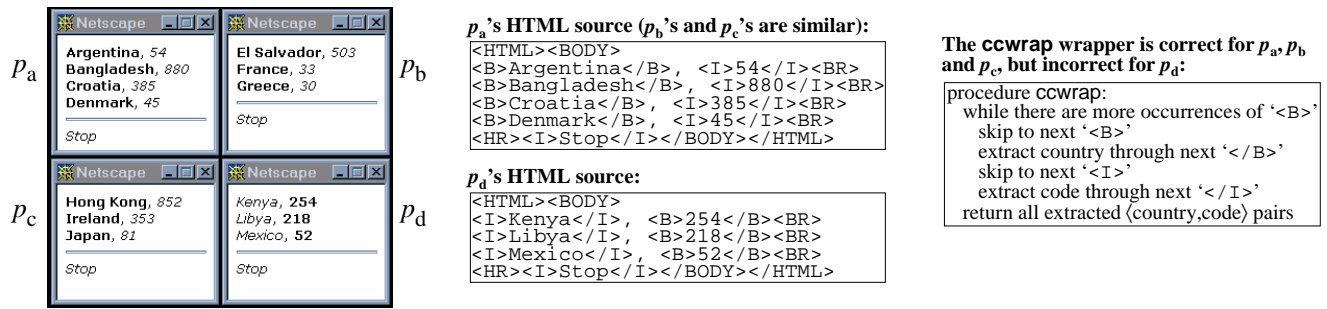 Netscape
Argentina, 54
Bangladesh, 880
Croatia, 385
Denmark, 45
Stop
pa
Netscape
El Salvador, 503
France, 33
Greece, 30
Stop
pb
Netscape
Hong Kong, 852
Ireland, 353
Japan, 81
Stop
pc
Netscape
Kenya, 254
Libya, 218
Mexico, 52
Stop
pd
pa's HTML source (pb's and pc's are similar):
<HTML><BODY>
<B>Argentina</B>, <I>54</I><BR>
<B>Bangladesh</B>, <I>880</I><BR>
<B>Croatia</B>, <I>385</I><BR>
<B>Denmark</B>, <I>45</I><BR>
<HR><I>Stop</I></BODY></HTML>
pd's HTML source:
<HTML><BODY>
<I>Kenya</I>, <B>254</B><BR>
<I>Libya</I>, <B>218</B><BR>
<I>Mexico</I>, <B>52</B><BR>
<HR><I>Stop</I></BODY></HTML>
The ccwrap wrapper is correct for pa, pb
and pc, but incorrect for pd:
procedure ccwrap:
while there are more occurrences of ‘<B>’
skip to next ‘<B>’
extract country through next ‘</B>’
skip to next ‘<I>’
extract code through next ‘</I>’
return all extracted ⟨country,code⟩ pairs